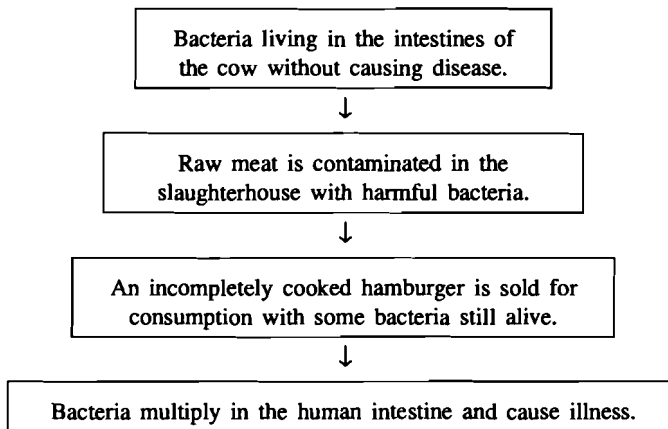 Bacteria living in the intestines of
the cow without causing disease.
↓
Raw meat is contaminated in the
slaughterhouse with harmful bacteria.
↓
An incompletely cooked hamburger is sold for
consumption with some bacteria still alive.
↓
Bacteria multiply in the human intestine and cause illness.